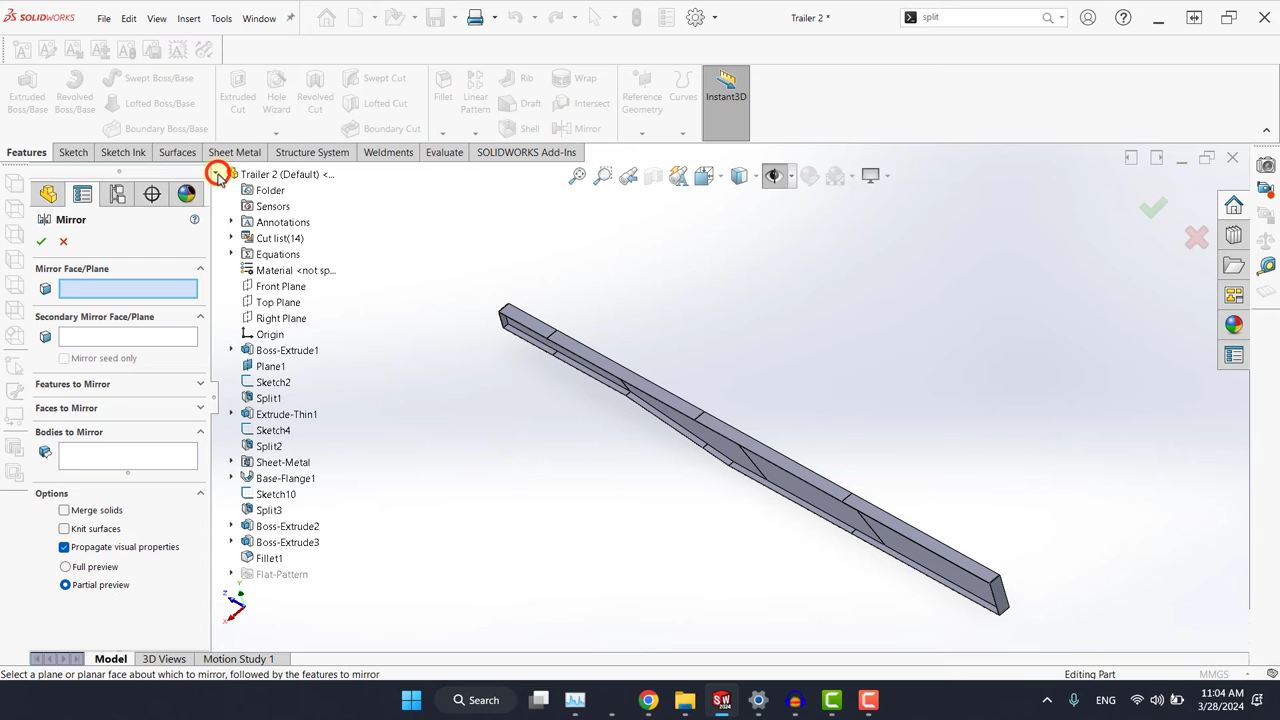 SOLIDWORKS File Edit View Insert Tools Window Trailer 2 * split
Extruded Boss/Base Revolved Boss/Base Swept Boss/Base Lofted Boss/Base Boundary Boss/Base Extruded Cut Hole Wizard Revolved Cut Swept Cut Lofted Cut Boundary Cut Fillet Linear Pattern Rib Draft Shell Wrap Intersect Mirror Reference Geometry Curves Instant3D
Features Sketch Sketch Ink Surfaces Sheet Metal Structure System Weldments Evaluate SOLIDWORKS Add-Ins
Mirror
Mirror Face/Plane
Secondary Mirror Face/Plane
Mirror seed only
Features to Mirror
Faces to Mirror
Bodies to Mirror
Options
Merge solids
Knit surfaces
Propagate visual properties
Full preview
Partial preview
Trailer 2 (Default) <...
Folder
Sensors
Annotations
Cut list(14)
Equations
Material <not sp...
Front Plane
Top Plane
Right Plane
Origin
Boss-Extrude1
Plane1
Sketch2
Split1
Extrude-Thin1
Sketch4
Split2
Sheet-Metal
Base-Flange1
Sketch10
Split3
Boss-Extrude2
Boss-Extrude3
Fillet1
Flat-Pattern
Y
Z
X
Model 3D Views Motion Study 1
Select a plane or planar face about which to mirror, followed by the features to mirror Editing Part MMGS
Search SW 2024 ENG 11:04 AM
3/28/2024